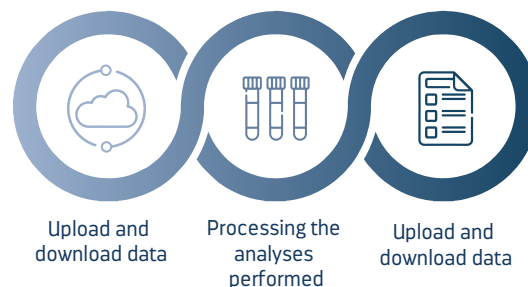 Upload and
download data
Processing the
analyses
performed
Upload and
download data